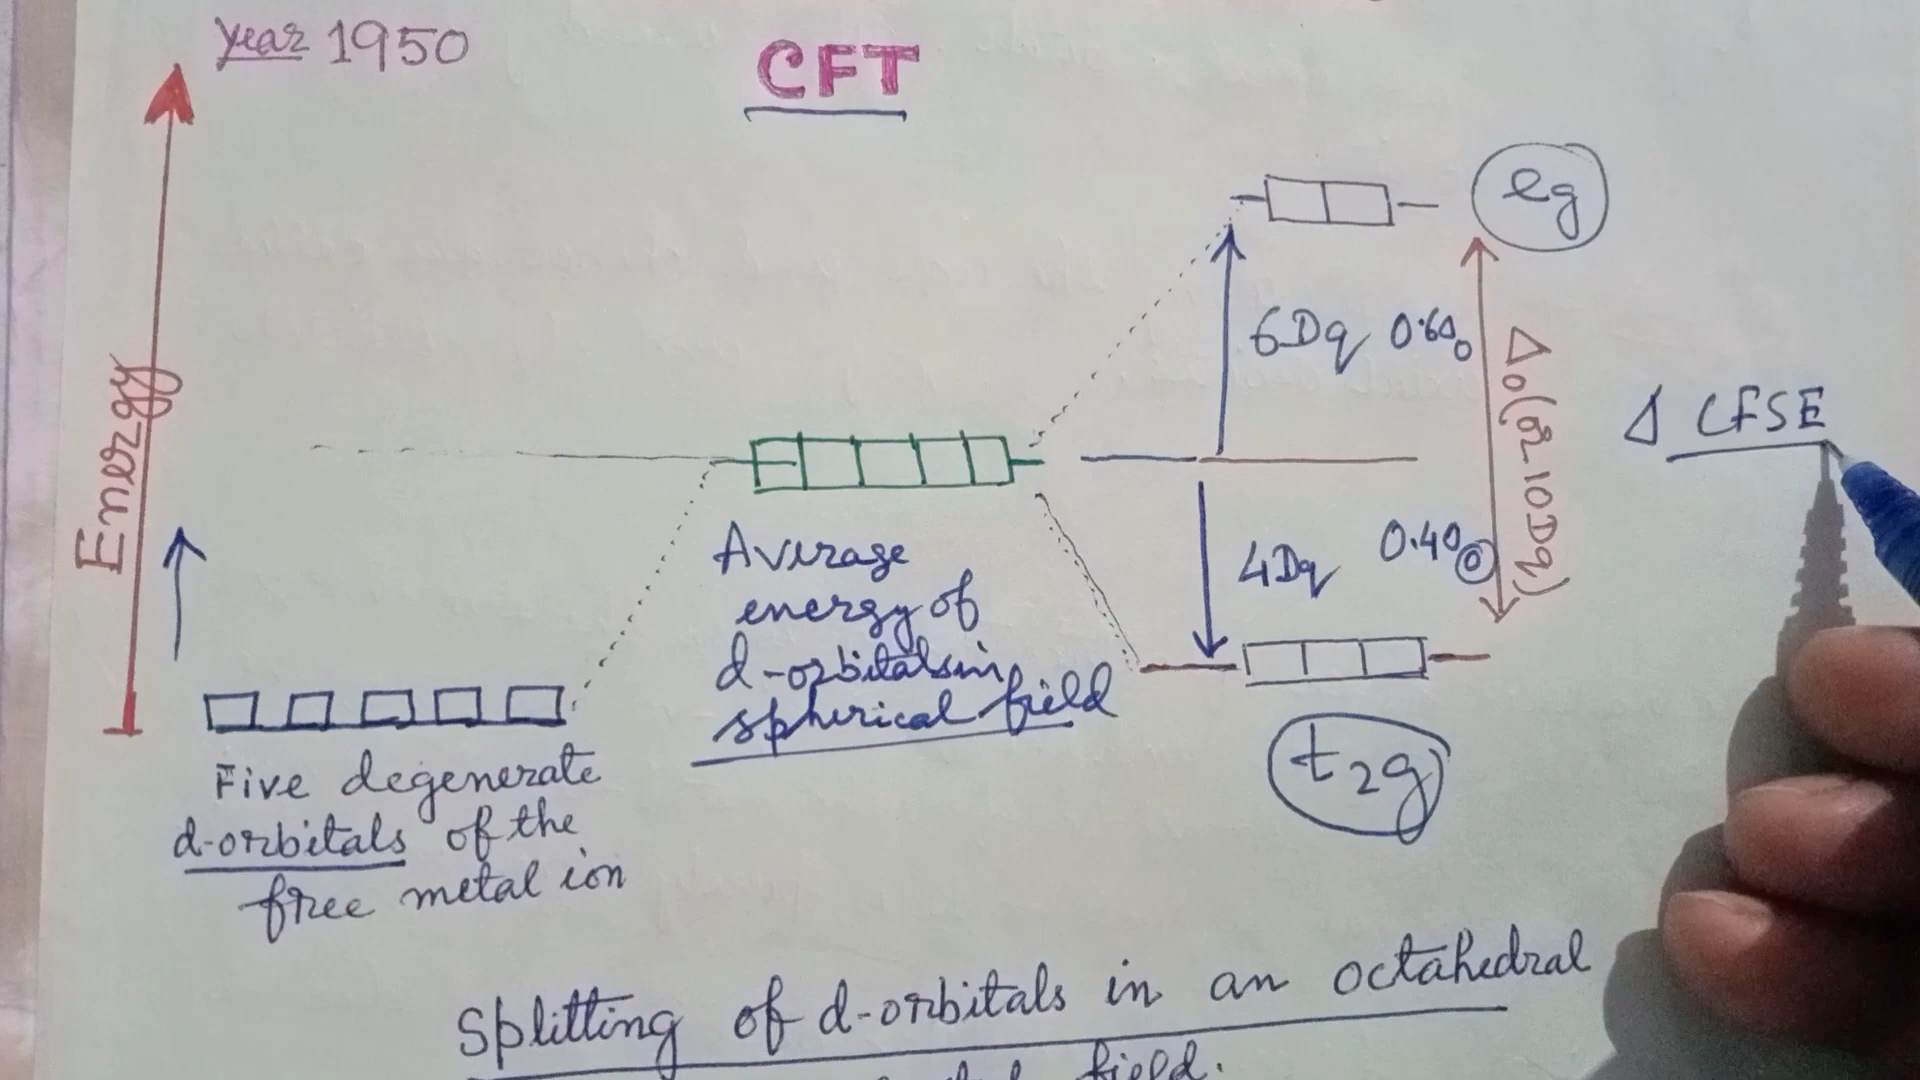 Year 1950
CFT
eg
6Dq 0.6Δo
Δo (or 10Dq)
Δ CFSE
Energy
4Dq 0.4Δo
Average
energy of
d-orbitals in
spherical field
t2g
Five degenerate
d-orbitals of the
free metal ion
Splitting of d-orbitals in an octahedral
field.